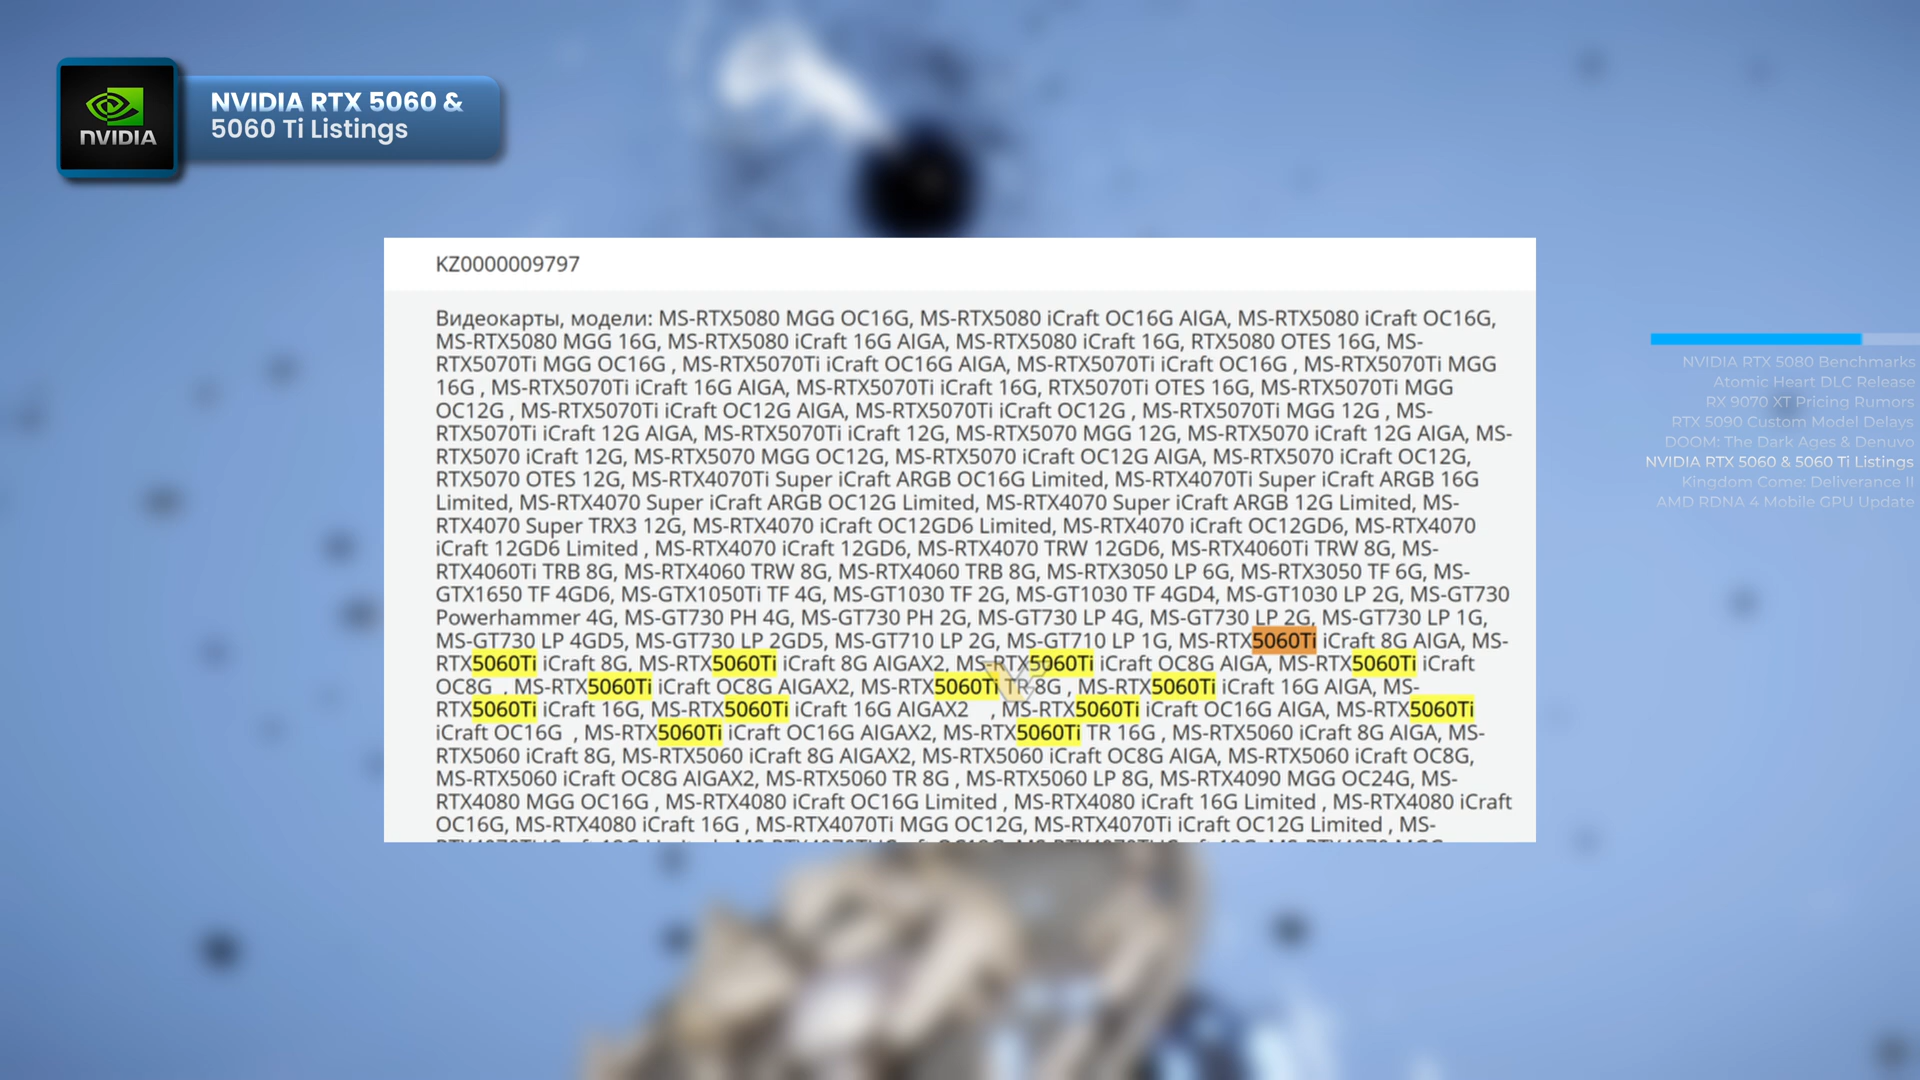 NVIDIA
NVIDIA RTX 5060 &
5060 Ti Listings
KZ0000009797
Видеокарты, модели: MS-RTX5080 MGG OC16G, MS-RTX5080 iCraft OC16G AIGA, MS-RTX5080 iCraft OC16G,
MS-RTX5080 MGG 16G, MS-RTX5080 iCraft 16G AIGA, MS-RTX5080 iCraft 16G, RTX5080 OTES 16G, MS-
RTX5070Ti MGG OC16G , MS-RTX5070Ti iCraft OC16G AIGA, MS-RTX5070Ti iCraft OC16G , MS-RTX5070Ti MGG
16G , MS-RTX5070Ti iCraft 16G AIGA, MS-RTX5070Ti iCraft 16G, RTX5070Ti OTES 16G, MS-RTX5070Ti MGG
OC12G , MS-RTX5070Ti iCraft OC12G AIGA, MS-RTX5070Ti iCraft OC12G , MS-RTX5070Ti MGG 12G , MS-
RTX5070Ti iCraft 12G AIGA, MS-RTX5070Ti iCraft 12G, MS-RTX5070 MGG 12G, MS-RTX5070 iCraft 12G AIGA, MS-
RTX5070 iCraft 12G, MS-RTX5070 MGG OC12G, MS-RTX5070 iCraft OC12G AIGA, MS-RTX5070 iCraft OC12G,
RTX5070 OTES 12G, MS-RTX4070Ti Super iCraft ARGB OC16G Limited, MS-RTX4070Ti Super iCraft ARGB 16G
Limited, MS-RTX4070 Super iCraft ARGB OC12G Limited, MS-RTX4070 Super iCraft ARGB 12G Limited, MS-
RTX4070 Super TRX3 12G, MS-RTX4070 iCraft OC12GD6 Limited, MS-RTX4070 iCraft OC12GD6, MS-RTX4070
iCraft 12GD6 Limited , MS-RTX4070 iCraft 12GD6, MS-RTX4070 TRW 12GD6, MS-RTX4060Ti TRW 8G, MS-
RTX4060Ti TRB 8G, MS-RTX4060 TRW 8G, MS-RTX4060 TRB 8G, MS-RTX3050 LP 6G, MS-RTX3050 TF 6G, MS-
GTX1650 TF 4GD6, MS-GTX1050Ti TF 4G, MS-GT1030 TF 2G, MS-GT1030 TF 4GD4, MS-GT1030 LP 2G, MS-GT730
Powerhammer 4G, MS-GT730 PH 4G, MS-GT730 PH 2G, MS-GT730 LP 4G, MS-GT730 LP 2G, MS-GT730 LP 1G,
MS-GT730 LP 4GD5, MS-GT730 LP 2GD5, MS-GT710 LP 2G, MS-GT710 LP 1G, MS-RTX5060Ti iCraft 8G AIGA, MS-
RTX5060Ti iCraft 8G, MS-RTX5060Ti iCraft 8G AIGAX2, MS-RTX5060Ti iCraft OC8G AIGA, MS-RTX5060Ti iCraft
OC8G , MS-RTX5060Ti iCraft OC8G AIGAX2, MS-RTX5060Ti TR 8G , MS-RTX5060Ti iCraft 16G AIGA, MS-
RTX5060Ti iCraft 16G, MS-RTX5060Ti iCraft 16G AIGAX2 , MS-RTX5060Ti iCraft OC16G AIGA, MS-RTX5060Ti
iCraft OC16G , MS-RTX5060Ti iCraft OC16G AIGAX2, MS-RTX5060Ti TR 16G , MS-RTX5060 iCraft 8G AIGA, MS-
RTX5060 iCraft 8G, MS-RTX5060 iCraft 8G AIGAX2, MS-RTX5060 iCraft OC8G AIGA, MS-RTX5060 iCraft OC8G,
MS-RTX5060 iCraft OC8G AIGAX2, MS-RTX5060 TR 8G , MS-RTX5060 LP 8G, MS-RTX4090 MGG OC24G, MS-
RTX4080 MGG OC16G , MS-RTX4080 iCraft OC16G Limited , MS-RTX4080 iCraft 16G Limited , MS-RTX4080 iCraft
OC16G, MS-RTX4080 iCraft 16G , MS-RTX4070Ti MGG OC12G, MS-RTX4070Ti iCraft OC12G Limited , MS-
NVIDIA RTX 5080 Benchmarks
Atomic Heart DLC Release
RX 9070 XT Pricing Rumors
RTX 5090 Custom Model Delays
DOOM: The Dark Ages & Denuvo
NVIDIA RTX 5060 & 5060 Ti Listings
Kingdom Come: Deliverance II
AMD RDNA 4 Mobile GPU Update